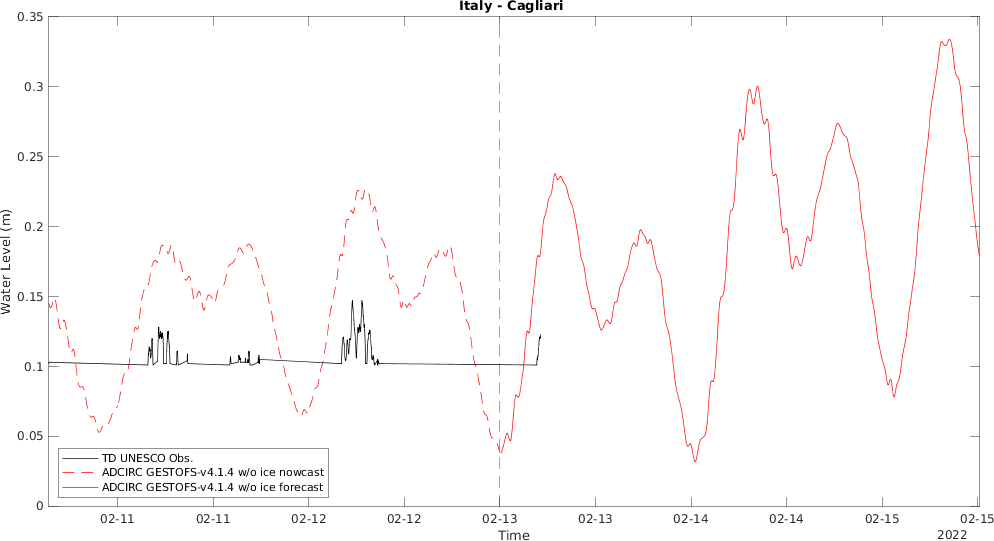 Italy - Cagliari
0.35
0.3
0.25
0.2
0.15
0.1
0.05
0
Water Level (m)
TD UNESCO Obs.
ADCIRC GESTOFS-v4.1.4 w/o ice nowcast
ADCIRC GESTOFS-v4.1.4 w/o ice forecast
02-11 02-11 02-12 02-12 02-13 02-13 02-14 02-14 02-15 02-15
Time
2022